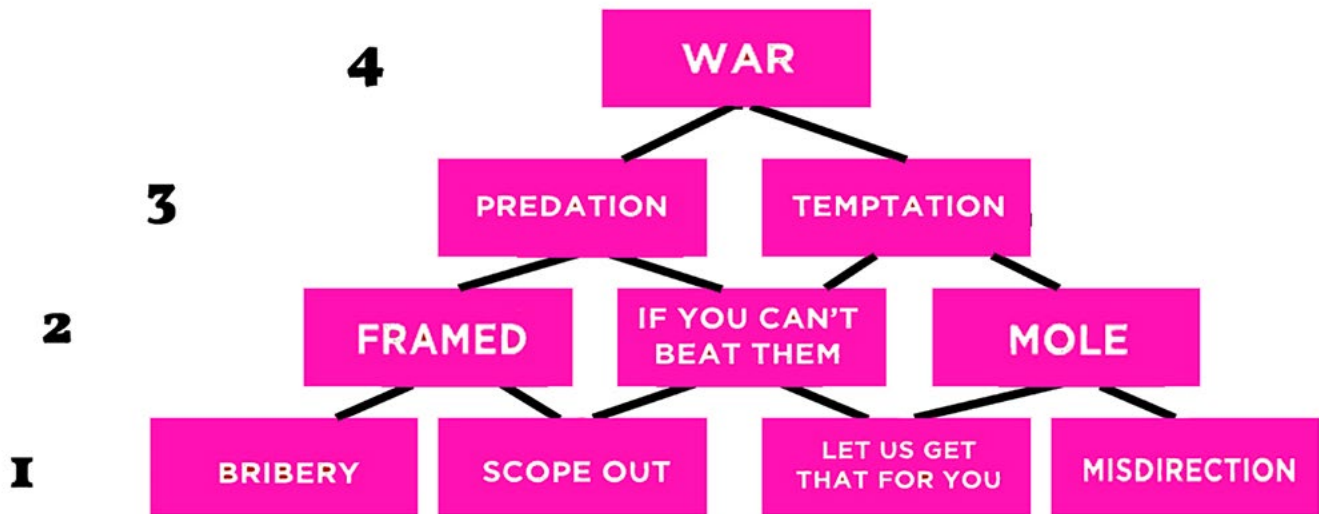 4
WAR
3
PREDATION
TEMPTATION
2
FRAMED
IF YOU CAN'T
BEAT THEM
MOLE
1
BRIBERY
SCOPE OUT
LET US GET
THAT FOR YOU
MISDIRECTION